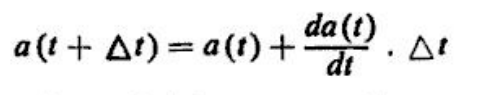 a(t + Δt) = a(t) + da(t)/dt . Δt